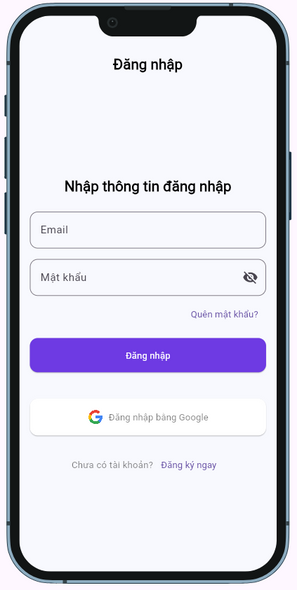 Đăng nhập
Nhập thông tin đăng nhập
Email
Mật khẩu
Quên mật khẩu?
Đăng nhập
Đăng nhập bằng Google
Chưa có tài khoản? Đăng ký ngay